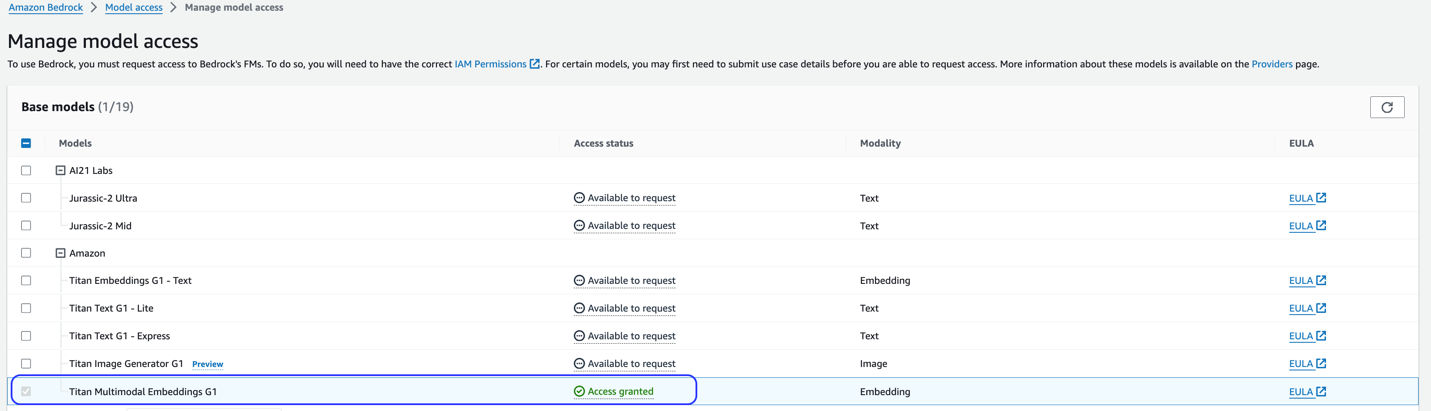 Amazon Bedrock > Model access > Manage model access
Manage model access
To use Bedrock, you must request access to Bedrock's FMs. To do so, you will need to have the correct IAM Permissions. For certain models, you may first need to submit use case details before you are able to request access. More information about these models is available on the Providers page.
Base models (1/19)
Models Access status Modality EULA
AI21 Labs
Jurassic-2 Ultra Available to request Text EULA
Jurassic-2 Mid Available to request Text EULA
Amazon
Titan Embeddings G1 - Text Available to request Embedding EULA
Titan Text G1 - Lite Available to request Text EULA
Titan Text G1 - Express Available to request Text EULA
Titan Image Generator G1 Preview Available to request Image EULA
Titan Multimodal Embeddings G1 Access granted Embedding EULA